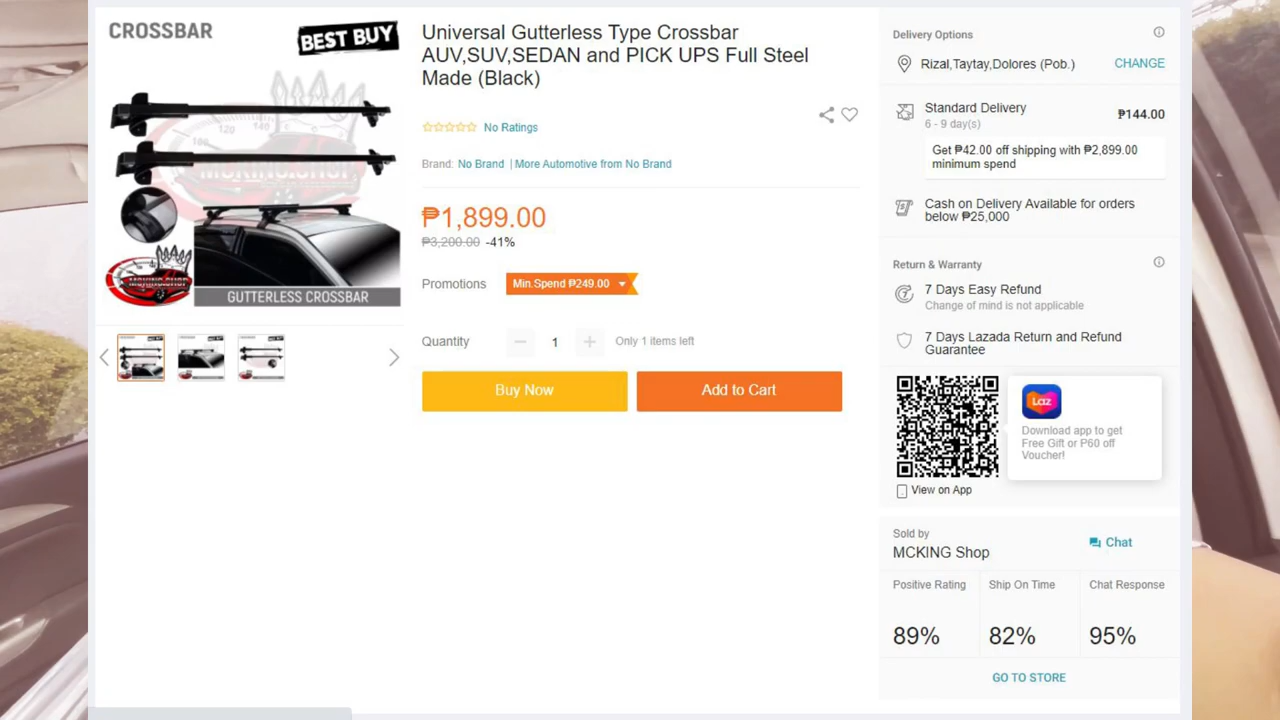 CROSSBAR
BEST BUY
120
140
MCKING SHOP
GUTTERLESS CROSSBAR
Universal Gutterless Type Crossbar
AUV,SUV,SEDAN and PICK UPS Full Steel
Made (Black)
No Ratings
Brand: No Brand | More Automotive from No Brand
₱1,899.00
₱3,200.00 -41%
Promotions Min.Spend ₱249.00
Quantity 1 Only 1 items left
Buy Now Add to Cart
Delivery Options
Rizal,Taytay,Dolores (Pob.) CHANGE
Standard Delivery ₱144.00
6 - 9 day(s)
Get ₱42.00 off shipping with ₱2,899.00
minimum spend
Cash on Delivery Available for orders
below ₱25,000
Return & Warranty
7 Days Easy Refund
Change of mind is not applicable
7 Days Lazada Return and Refund
Guarantee
Laz
Download app to get
Free Gift or P60 off
Voucher!
View on App
Sold by
MCKING Shop Chat
Positive Rating Ship On Time Chat Response
89% 82% 95%
GO TO STORE